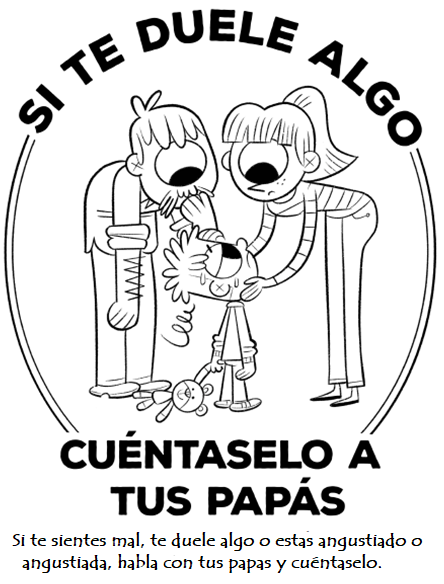 SI TE DUELE ALGO
CUÉNTASELO A
TUS PAPÁS
Si te sientes mal, te duele algo o estas angustiado o
angustiada, habla con tus papas y cuéntaselo.